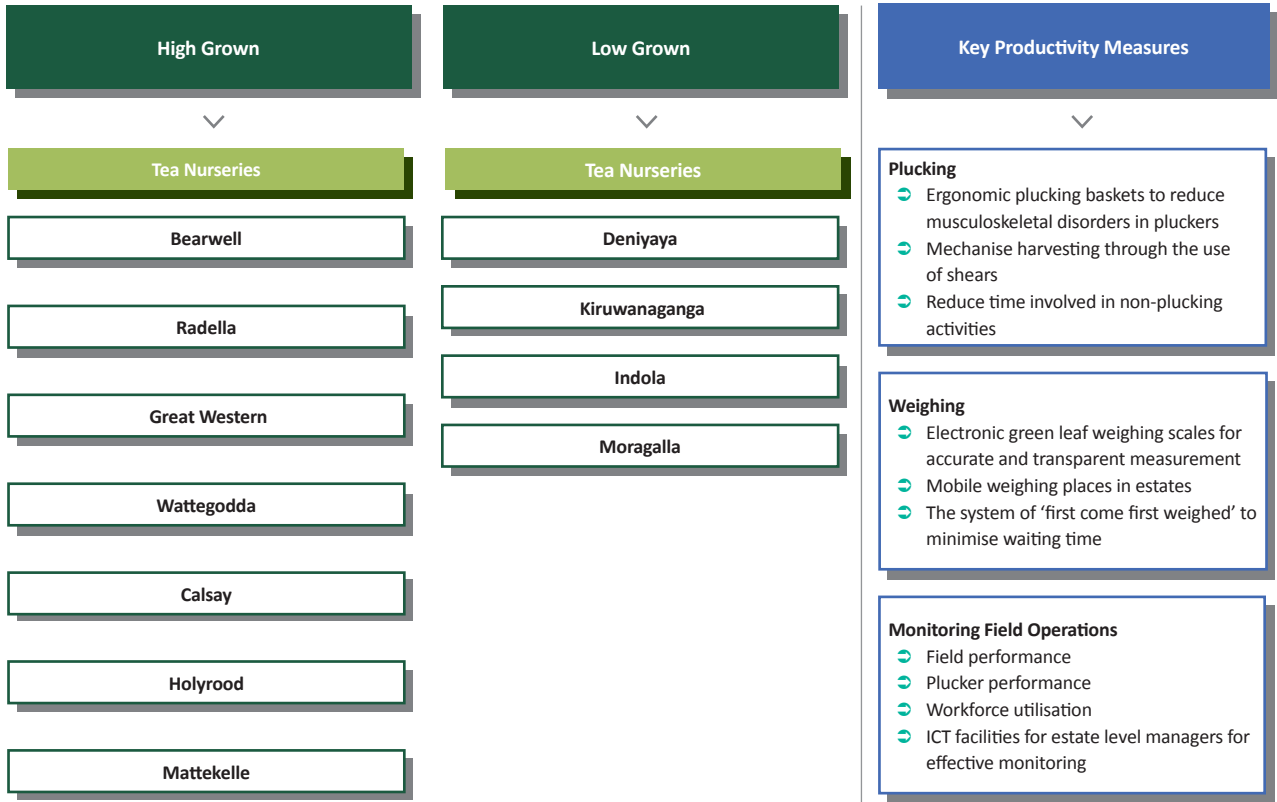 High Grown
Tea Nurseries
Bearwell
Radella
Great Western
Wattegodda
Calsay
Holyrood
Mattekelle
Low Grown
Tea Nurseries
Deniyaya
Kiruwanaganga
Indola
Moragalla
Key Productivity Measures
Plucking
Ergonomic plucking baskets to reduce
musculoskeletal disorders in pluckers
Mechanise harvesting through the use
of shears
Reduce time involved in non-plucking
activities
Weighing
Electronic green leaf weighing scales for
accurate and transparent measurement
Mobile weighing places in estates
The system of ‘first come first weighed’ to
minimise waiting time
Monitoring Field Operations
Field performance
Plucker performance
Workforce utilisation
ICT facilities for estate level managers for
effective monitoring